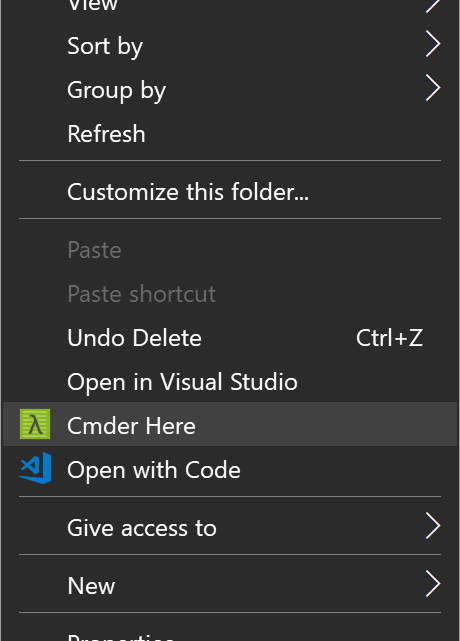 View
Sort by
Group by
Refresh
Customize this folder...
Paste
Paste shortcut
Undo Delete Ctrl+Z
Open in Visual Studio
Cmder Here
Open with Code
Give access to
New
Properties